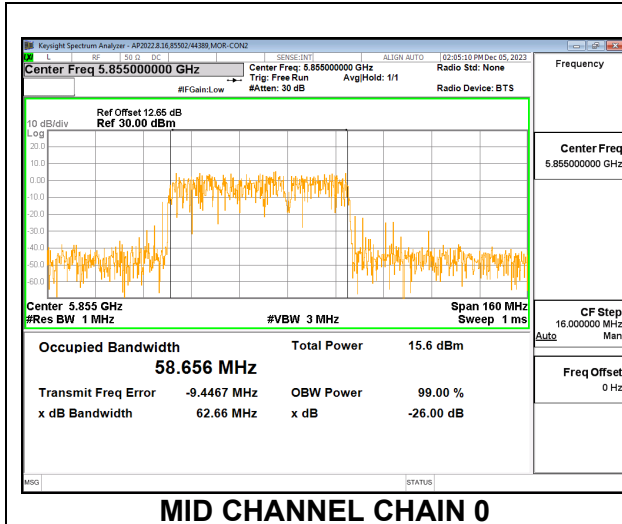 Keysight Spectrum Analyzer - AP2022.8.16,85502/44389,MOR-CON2
L RF 50 Ω DC SENSE:INT ALIGN AUTO 02:05:10 PM Dec 05, 2023
Center Freq 5.855000000 GHz
Center Freq: 5.855000000 GHz
Radio Std: None
Trig: Free Run Avg|Hold: 1/1
#IFGain:Low #Atten: 30 dB Radio Device: BTS
Frequency
Ref Offset 12.65 dB
10 dB/div Ref 30.00 dBm
Log
20.0
10.0
0.00
-10.0
-20.0
-30.0
-40.0
-50.0
-60.0
Center 5.855 GHz Span 160 MHz
#Res BW 1 MHz #VBW 3 MHz Sweep 1 ms
Occupied Bandwidth Total Power 15.6 dBm
58.656 MHz
Transmit Freq Error -9.4467 MHz OBW Power 99.00 %
x dB Bandwidth 62.66 MHz x dB -26.00 dB
Center Freq
5.855000000 GHz
CF Step
16.000000 MHz
Auto Man
Freq Offset
0 Hz
MSG STATUS
MID CHANNEL CHAIN 0